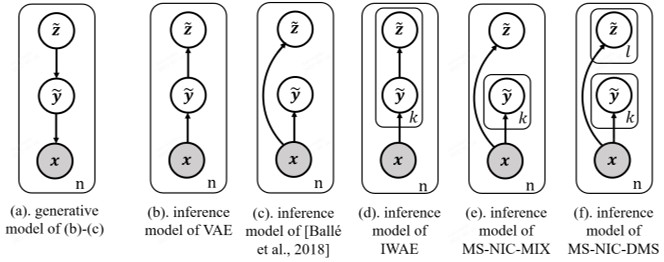 z̃ z̃ z̃ z̃ z̃ z̃
l
ỹ ỹ ỹ ỹ ỹ ỹ
k k k
x x x x x x
n n n n n n
(a). generative
model of (b)-(c)
(b). inference
model of VAE
(c). inference
model of [Ballé
et al., 2018]
(d). inference
model of
IWAE
(e). inference
model of
MS-NIC-MIX
(f). inference
model of
MS-NIC-DMS